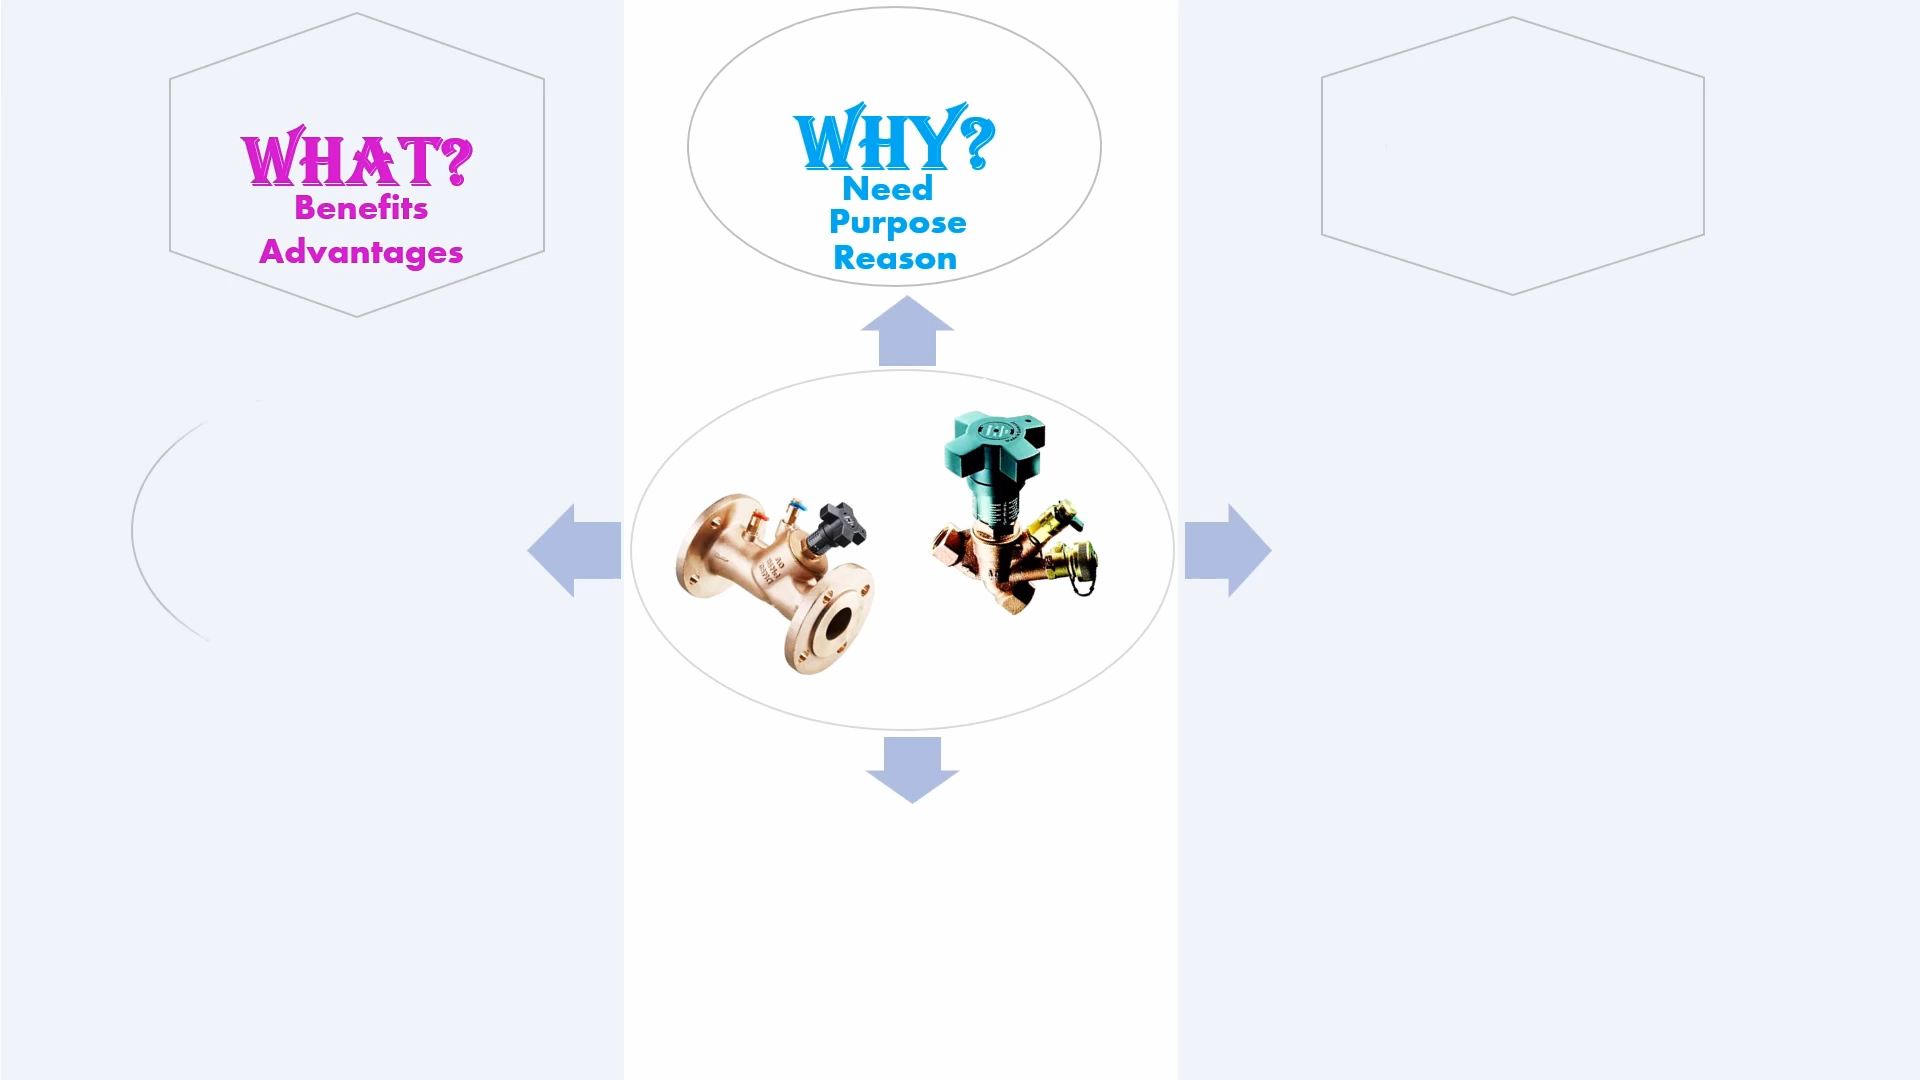 WHAT?
Benefits
Advantages
WHY?
Need
Purpose
Reason